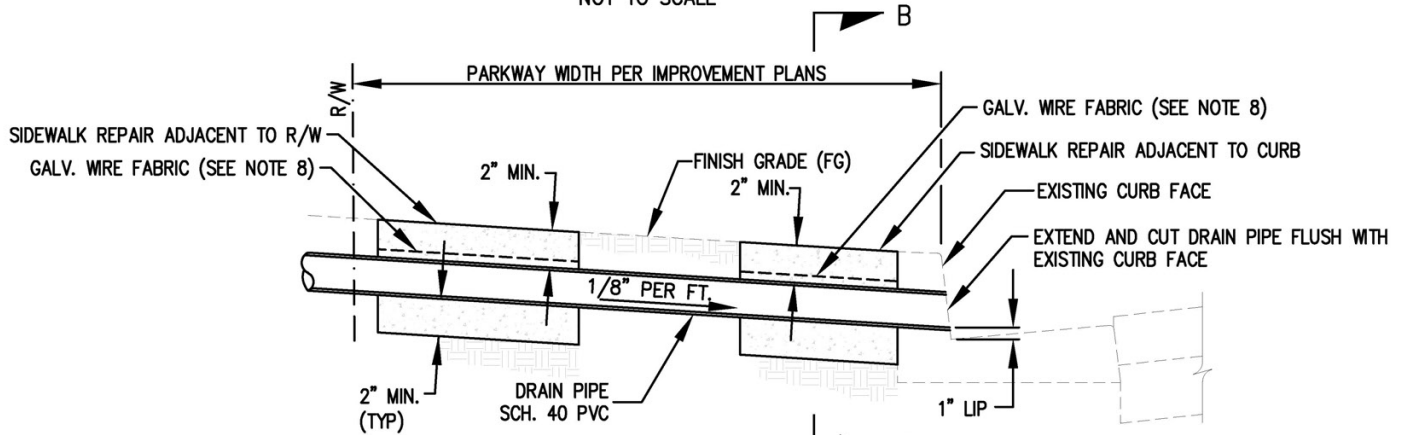 NOT TO SCALE
B
PARKWAY WIDTH PER IMPROVEMENT PLANS
R/W
GALV. WIRE FABRIC (SEE NOTE 8)
SIDEWALK REPAIR ADJACENT TO R/W
GALV. WIRE FABRIC (SEE NOTE 8)
2" MIN.
FINISH GRADE (FG)
2" MIN.
SIDEWALK REPAIR ADJACENT TO CURB
EXISTING CURB FACE
EXTEND AND CUT DRAIN PIPE FLUSH WITH
EXISTING CURB FACE
1/8" PER FT.
2" MIN.
(TYP)
DRAIN PIPE
SCH. 40 PVC
1" LIP